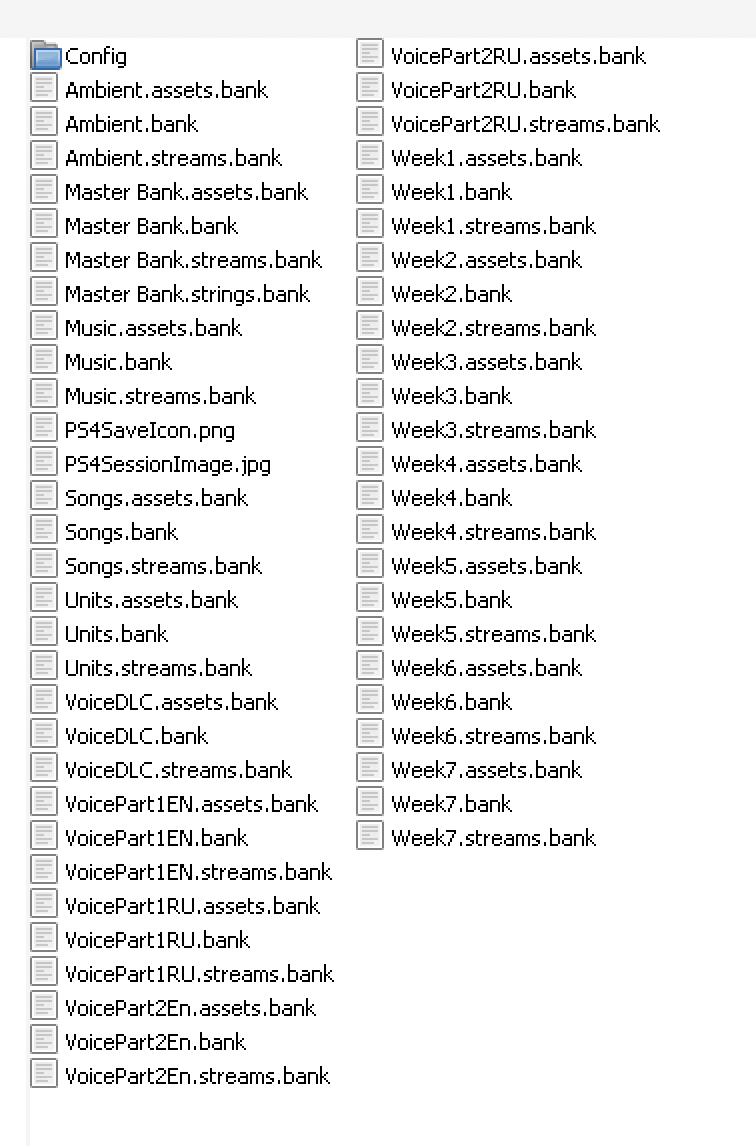 Config
Ambient.assets.bank
Ambient.bank
Ambient.streams.bank
Master Bank.assets.bank
Master Bank.bank
Master Bank.streams.bank
Master Bank.strings.bank
Music.assets.bank
Music.bank
Music.streams.bank
PS4SaveIcon.png
PS4SessionImage.jpg
Songs.assets.bank
Songs.bank
Songs.streams.bank
Units.assets.bank
Units.bank
Units.streams.bank
VoiceDLC.assets.bank
VoiceDLC.bank
VoiceDLC.streams.bank
VoicePart1EN.assets.bank
VoicePart1EN.bank
VoicePart1EN.streams.bank
VoicePart1RU.assets.bank
VoicePart1RU.bank
VoicePart1RU.streams.bank
VoicePart2En.assets.bank
VoicePart2En.bank
VoicePart2En.streams.bank
VoicePart2RU.assets.bank
VoicePart2RU.bank
VoicePart2RU.streams.bank
Week1.assets.bank
Week1.bank
Week1.streams.bank
Week2.assets.bank
Week2.bank
Week2.streams.bank
Week3.assets.bank
Week3.bank
Week3.streams.bank
Week4.assets.bank
Week4.bank
Week4.streams.bank
Week5.assets.bank
Week5.bank
Week5.streams.bank
Week6.assets.bank
Week6.bank
Week6.streams.bank
Week7.assets.bank
Week7.bank
Week7.streams.bank